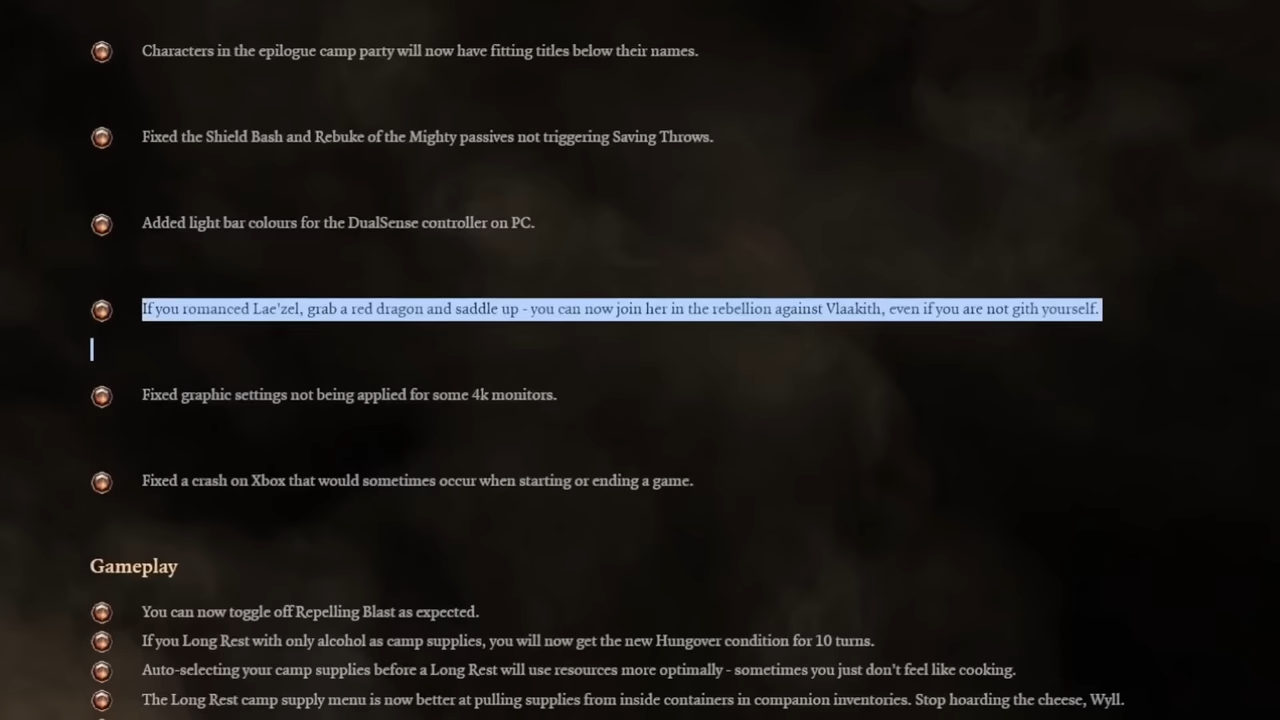 Characters in the epilogue camp party will now have fitting titles below their names.
Fixed the Shield Bash and Rebuke of the Mighty passives not triggering Saving Throws.
Added light bar colours for the DualSense controller on PC.
If you romanced Lae'zel, grab a red dragon and saddle up - you can now join her in the rebellion against Vlaakith, even if you are not gith yourself.
Fixed graphic settings not being applied for some 4k monitors.
Fixed a crash on Xbox that would sometimes occur when starting or ending a game.
Gameplay
You can now toggle off Repelling Blast as expected.
If you Long Rest with only alcohol as camp supplies, you will now get the new Hungover condition for 10 turns.
Auto-selecting your camp supplies before a Long Rest will use resources more optimally - sometimes you just don't feel like cooking.
The Long Rest camp supply menu is now better at pulling supplies from inside containers in companion inventories. Stop hoarding the cheese, Wyll.